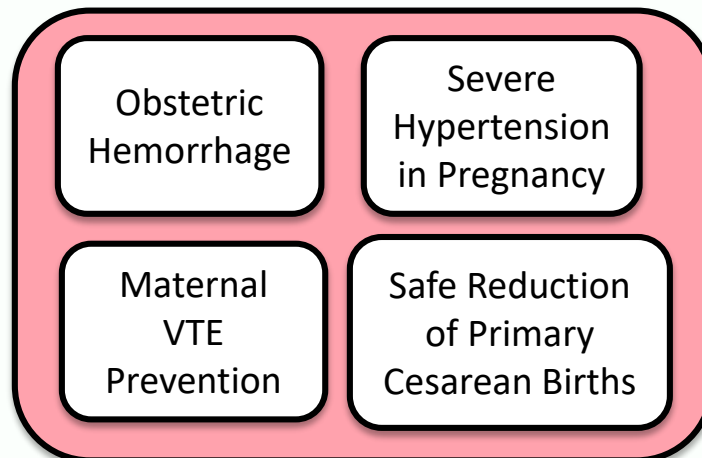 Obstetric
Hemorrhage
Severe
Hypertension
in Pregnancy
Maternal
VTE
Prevention
Safe Reduction
of Primary
Cesarean Births